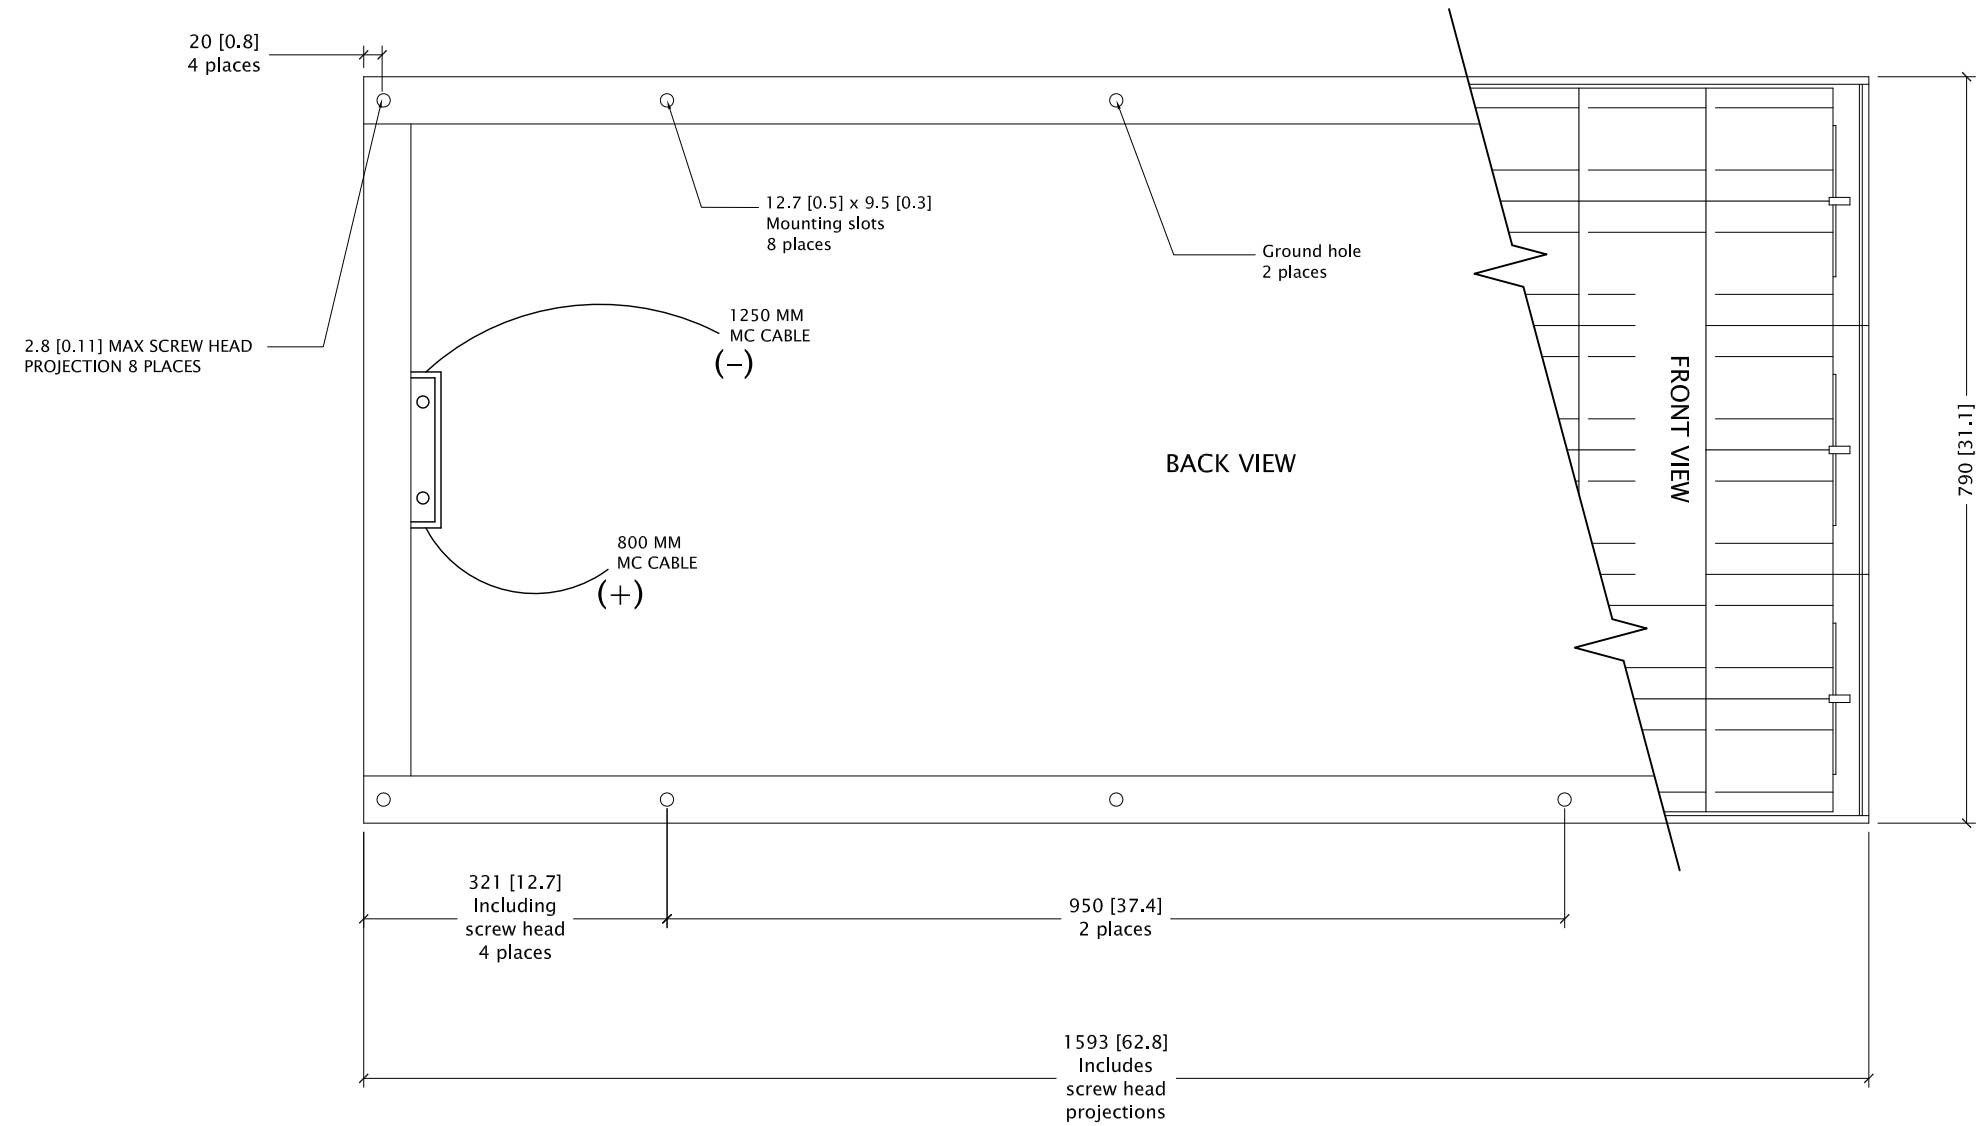 20 [0.8]
4 places
12.7 [0.5] x 9.5 [0.3]
Mounting slots
8 places
Ground hole
2 places
1250 MM
MC CABLE
(−)
2.8 [0.11] MAX SCREW HEAD
PROJECTION 8 PLACES
FRONT VIEW
790 [31.1]
BACK VIEW
800 MM
MC CABLE
(+)
321 [12.7]
Including
screw head
4 places
950 [37.4]
2 places
1593 [62.8]
Includes
screw head
projections